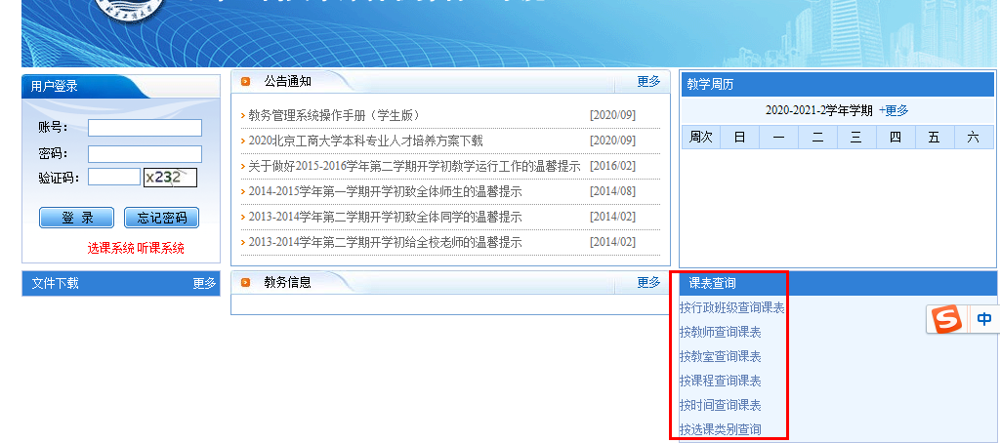 用户登录
账号：
密码：
验证码：
x232
登 录
忘记密码
选课系统 听课系统
文件下载
更多
公告通知
更多
教务管理系统操作手册（学生版）
[2020/09]
2020北京工商大学本科专业人才培养方案下载
[2020/09]
关于做好2015-2016学年第二学期开学初教学运行工作的温馨提示
[2016/02]
2014-2015学年第一学期开学初致全体师生的温馨提示
[2014/08]
2013-2014学年第二学期开学初致全体同学的温馨提示
[2014/02]
2013-2014学年第二学期开学初给全校老师的温馨提示
[2014/02]
教务信息
更多
教学周历
2020-2021-2学年学期 +更多
周次 日 一 二 三 四 五 六
课表查询
按行政班级查询课表
按教师查询课表
按教室查询课表
按课程查询课表
按时间查询课表
按选课类别查询
S 中